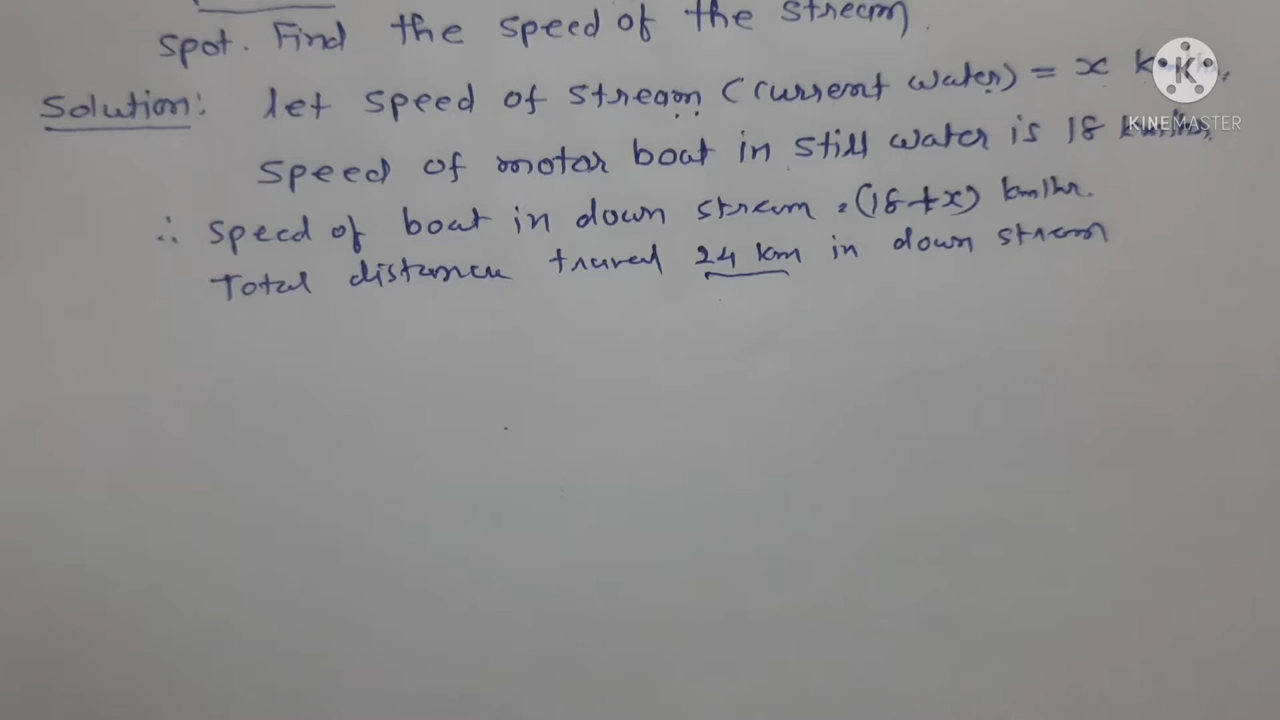 spot. Find the speed of the stream.
Solution: let speed of stream (current water) = x
speed of motor boat in still water is 18
∴ speed of boat in down stream = (18+x) km/hr.
Total distance travel 24 km in down stream
K
KINEMASTER